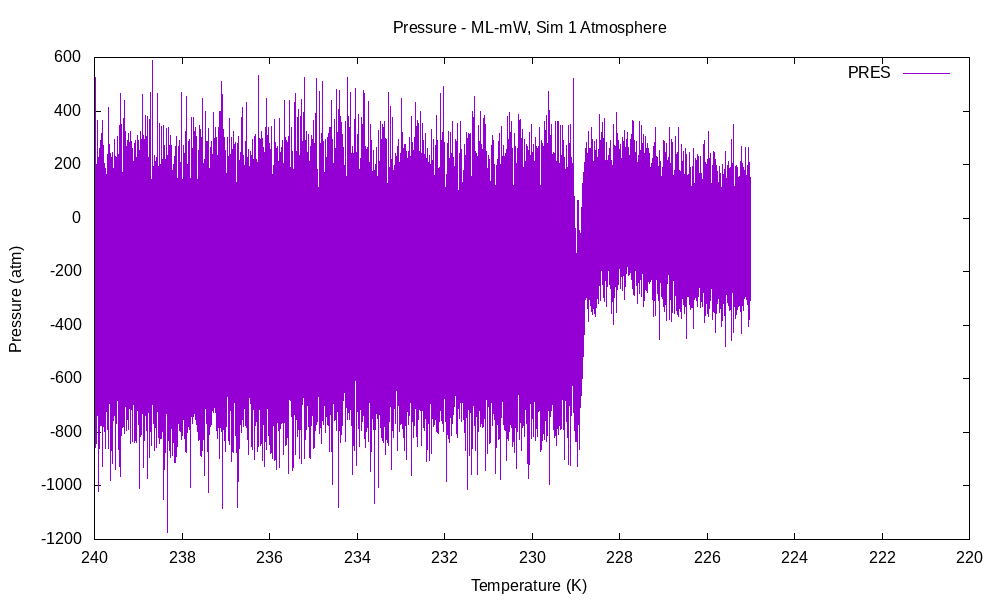 Pressure - ML-mW, Sim 1 Atmosphere
600
400
200
0
-200
-400
-600
-800
-1000
-1200
Pressure (atm)
PRES
240 238 236 234 232 230 228 226 224 222 220
Temperature (K)